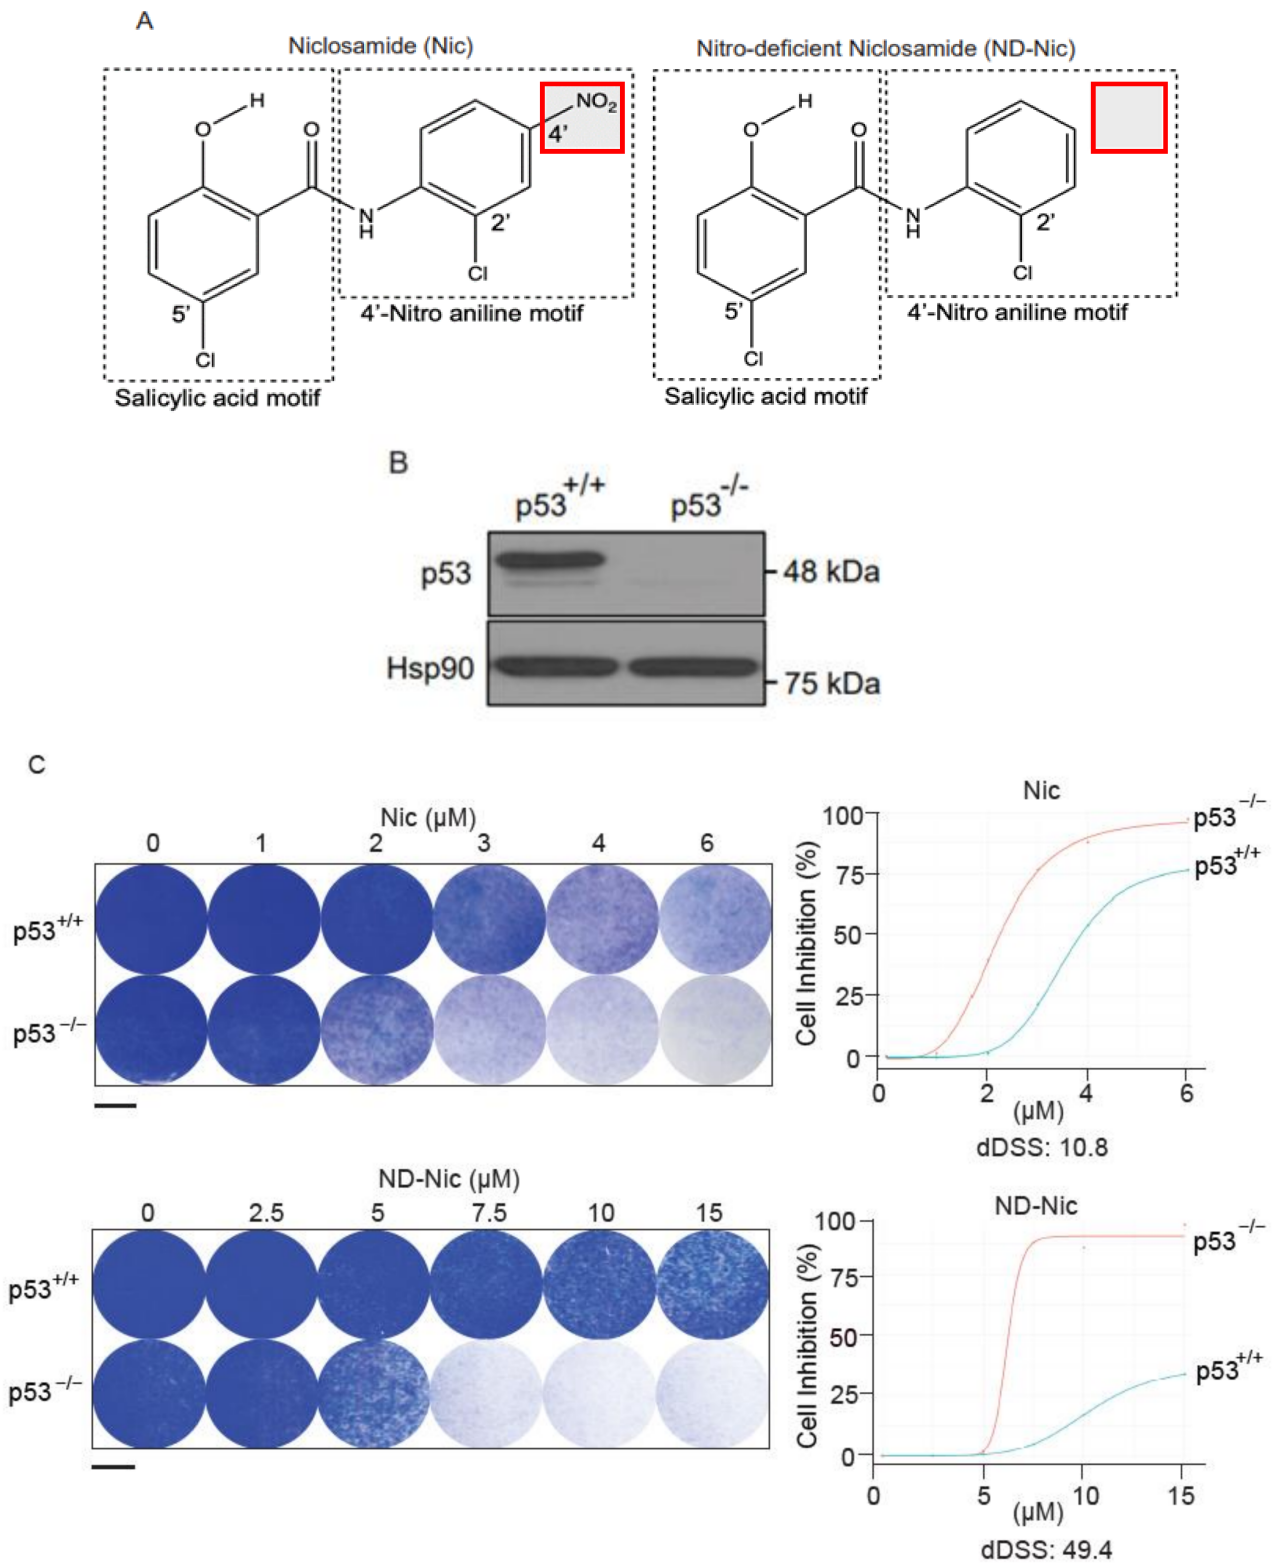 A
Niclosamide (Nic)
Nitro-deficient Niclosamide (ND-Nic)
H
O
O
NO2
4’
N
H
2’
Cl
5’
Cl
4’-Nitro aniline motif
Salicylic acid motif
H
O
O
N
H
2’
Cl
5’
Cl
4’-Nitro aniline motif
Salicylic acid motif
B
p53+/+ p53-/-
p53 48 kDa
Hsp90 75 kDa
C
Nic (µM)
0 1 2 3 4 6
p53+/+
p53−/−
Nic
Cell Inhibition (%)
100
75
50
25
0
p53−/−
p53+/+
0 2 4 6
(µM)
dDSS: 10.8
ND-Nic (µM)
0 2.5 5 7.5 10 15
p53+/+
p53−/−
ND-Nic
Cell Inhibition (%)
100
75
50
25
0
p53−/−
p53+/+
0 5 10 15
(µM)
dDSS: 49.4